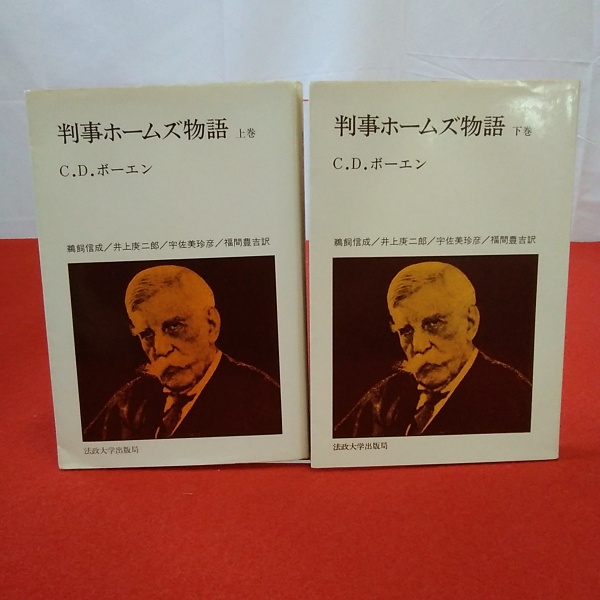 判事ホームズ物語 上巻
C.D.ボーエン
鵜飼信成／井上庚二郎／宇佐美珍彦／福間豊吉訳
法政大学出版局
判事ホームズ物語 下巻
C.D.ボーエン
鵜飼信成／井上庚二郎／宇佐美珍彦／福間豊吉訳
法政大学出版局